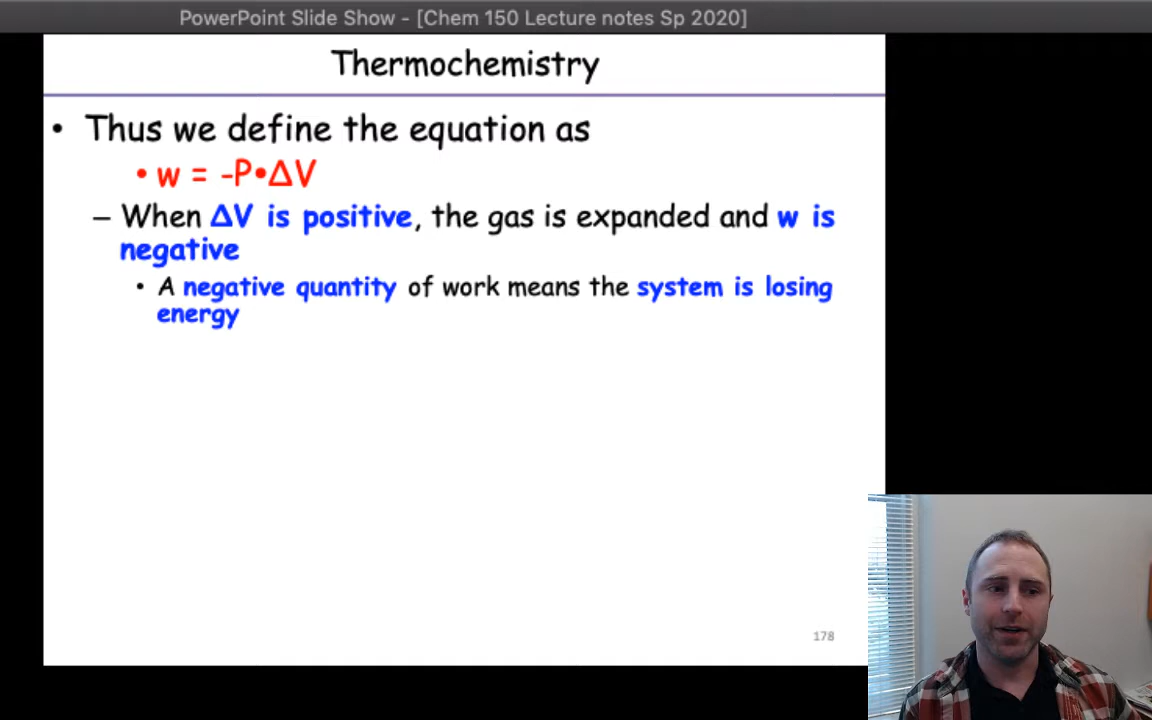 PowerPoint Slide Show - [Chem 150 Lecture notes Sp 2020]
Thermochemistry
• Thus we define the equation as
• w = -P•ΔV
– When ΔV is positive, the gas is expanded and w is
negative
• A negative quantity of work means the system is losing
energy
178